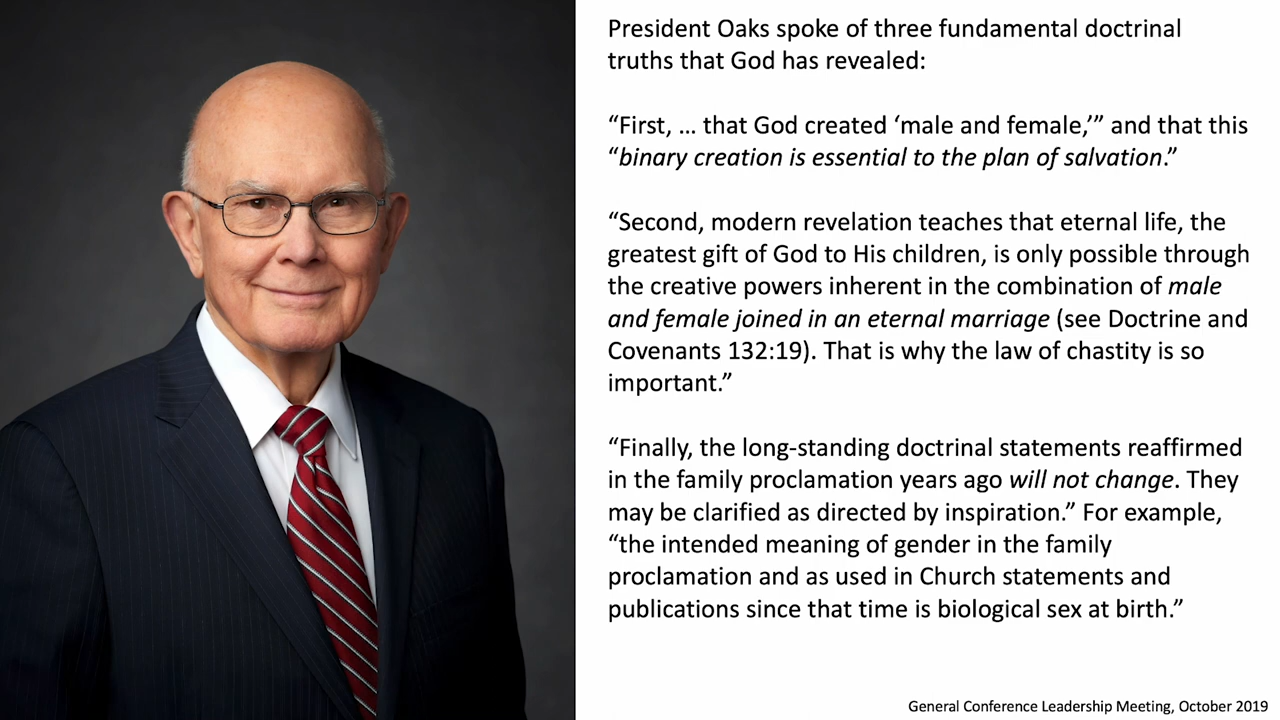 President Oaks spoke of three fundamental doctrinal
truths that God has revealed:
“First, … that God created ‘male and female,’” and that this
“binary creation is essential to the plan of salvation.”
“Second, modern revelation teaches that eternal life, the
greatest gift of God to His children, is only possible through
the creative powers inherent in the combination of male
and female joined in an eternal marriage (see Doctrine and
Covenants 132:19). That is why the law of chastity is so
important.”
“Finally, the long-standing doctrinal statements reaffirmed
in the family proclamation years ago will not change. They
may be clarified as directed by inspiration.” For example,
“the intended meaning of gender in the family
proclamation and as used in Church statements and
publications since that time is biological sex at birth.”
General Conference Leadership Meeting, October 2019